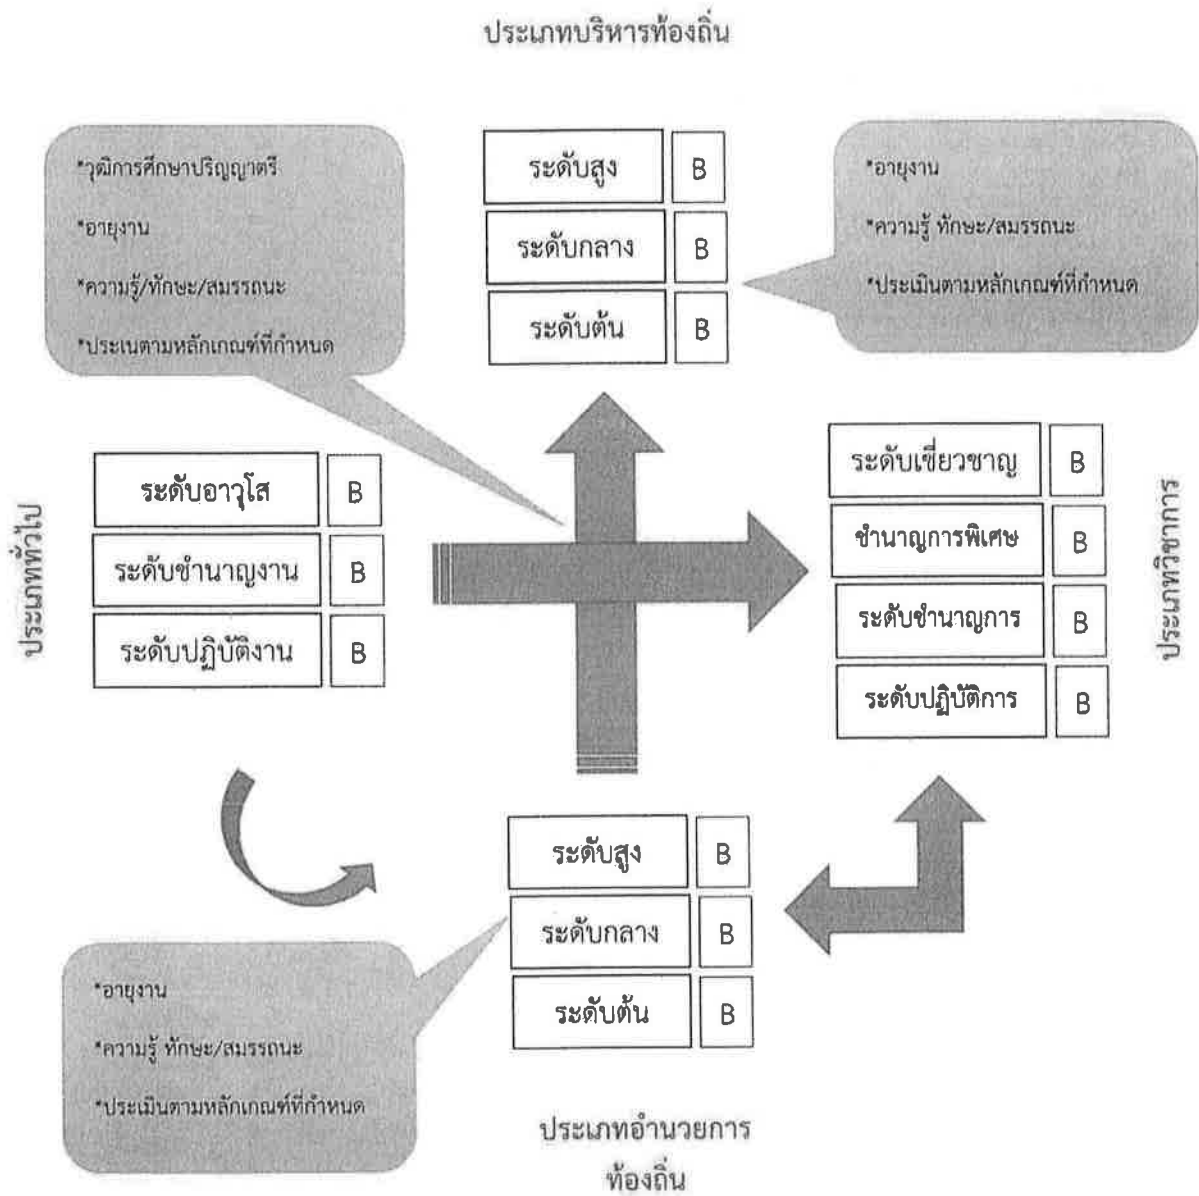 ประเภทบริหารท้องถิ่น
*วุฒิการศึกษาปริญญาตรี
*อายุงาน
*ความรู้/ทักษะ/สมรรถนะ
*ประเนตามหลักเกณฑ์ที่กำหนด
ระดับสูง B
ระดับกลาง B
ระดับต้น B
*อายุงาน
*ความรู้ ทักษะ/สมรรถนะ
*ประเมินตามหลักเกณฑ์ที่กำหนด
ประเภททั่วไป
ระดับอาวุโส B
ระดับชำนาญงาน B
ระดับปฏิบัติงาน B
ระดับเชี่ยวชาญ B
ชำนาญการพิเศษ B
ระดับชำนาญการ B
ระดับปฏิบัติการ B
ประเภทวิชาการ
ระดับสูง B
ระดับกลาง B
ระดับต้น B
*อายุงาน
*ความรู้ ทักษะ/สมรรถนะ
*ประเมินตามหลักเกณฑ์ที่กำหนด
ประเภทอำนวยการ
ท้องถิ่น